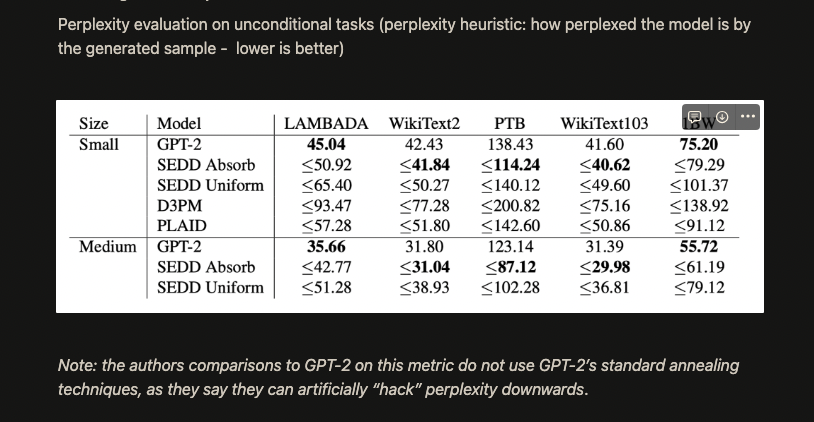 Perplexity evaluation on unconditional tasks (perplexity heuristic: how perplexed the model is by
the generated sample - lower is better)
Size Model LAMBADA WikiText2 PTB WikiText103
Small GPT-2 45.04 42.43 138.43 41.60 75.20
SEDD Absorb ≤50.92 ≤41.84 ≤114.24 ≤40.62 ≤79.29
SEDD Uniform ≤65.40 ≤50.27 ≤140.12 ≤49.60 ≤101.37
D3PM ≤93.47 ≤77.28 ≤200.82 ≤75.16 ≤138.92
PLAID ≤57.28 ≤51.80 ≤142.60 ≤50.86 ≤91.12
Medium GPT-2 35.66 31.80 123.14 31.39 55.72
SEDD Absorb ≤42.77 ≤31.04 ≤87.12 ≤29.98 ≤61.19
SEDD Uniform ≤51.28 ≤38.93 ≤102.28 ≤36.81 ≤79.12
Note: the authors comparisons to GPT-2 on this metric do not use GPT-2’s standard annealing
techniques, as they say they can artificially “hack” perplexity downwards.